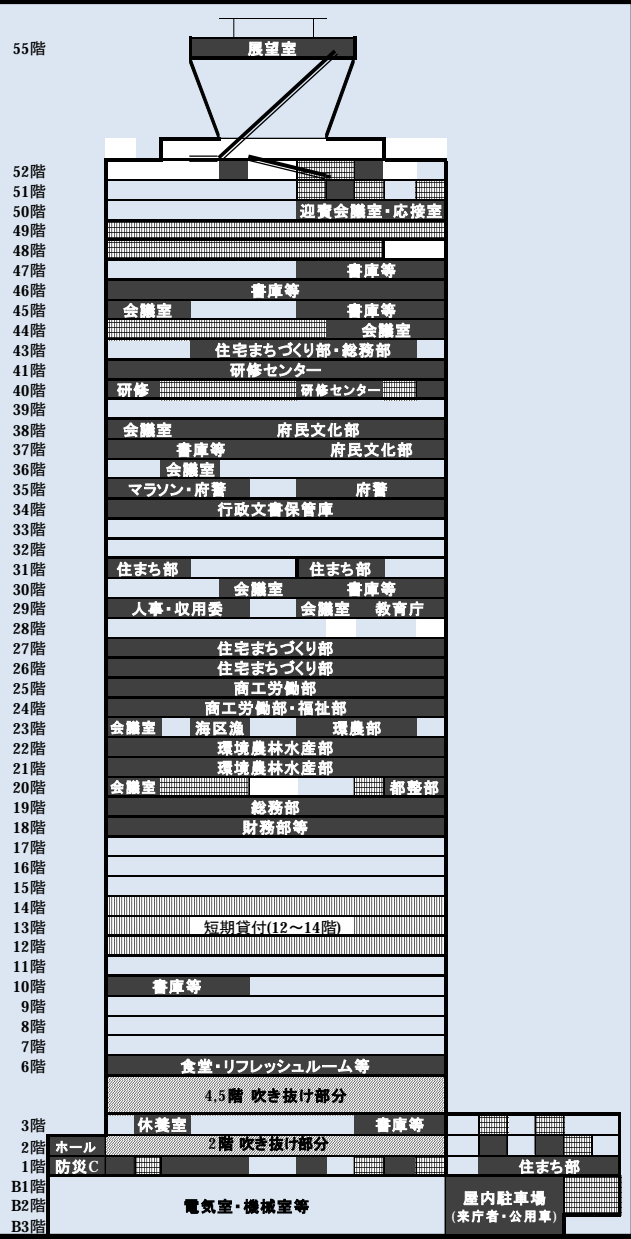 55階 展望室
52階
51階
50階 迎賓会議室・応接室
49階
48階
47階 書庫等
46階 書庫等
45階 会議室 書庫等
44階 会議室
43階 住宅まちづくり部・総務部
41階 研修センター
40階 研修 研修センター
39階
38階 会議室 府民文化部
37階 書庫等 府民文化部
36階 会議室
35階 マラソン・府警 府警
34階 行政文書保管庫
33階
32階
31階 住まち部 住まち部
30階 会議室 書庫等
29階 人事・収用委 会議室 教育庁
28階
27階 住宅まちづくり部
26階 住宅まちづくり部
25階 商工労働部
24階 商工労働部・福祉部
23階 会議室 海区漁 環農部
22階 環境農林水産部
21階 環境農林水産部
20階 会議室 都整部
19階 総務部
18階 財務部等
17階
16階
15階
14階
13階 短期貸付(12～14階)
12階
11階
10階 書庫等
9階
8階
7階
6階 食堂・リフレッシュルーム等
4,5階 吹き抜け部分
3階 休養室 書庫等
2階 ホール 2階 吹き抜け部分
1階 防災C 住まち部
B1階
B2階 電気室・機械室等 屋内駐車場
(来庁者・公用車)
B3階